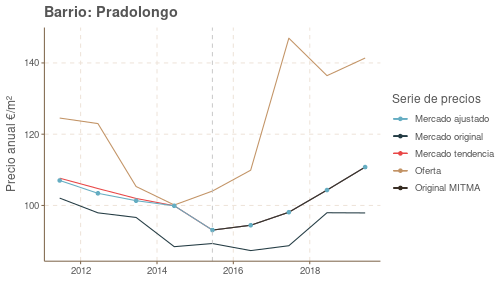 Barrio: Pradolongo
Precio anual €/m²
140
120
100
2012
2014
2016
2018
Serie de precios
Mercado ajustado
Mercado original
Mercado tendencia
Oferta
Original MITMA